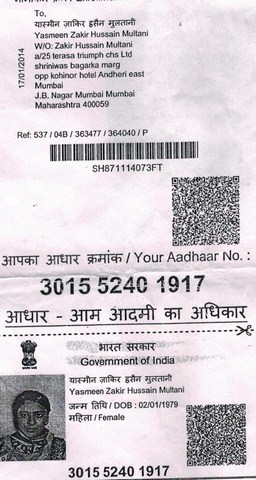 To,
यास्मीन ज़ाकिर हुसैन मुलतानी
Yasmeen Zakir Hussain Multani
W/O: Zakir Hussain Multani
a/25 terasa triumph chs Ltd
shriniwas bagarka marg
opp kohinor hotel Andheri east
Mumbai
J.B. Nagar Mumbai Mumbai
Maharashtra 400059
17/01/2014
Ref: 537 / 04B / 363477 / 364040 / P
SH871114073FT
आपका आधार क्रमांक / Your Aadhaar No. :
3015 5240 1917
आधार - आम आदमी का अधिकार
भारत सरकार
Government of India
यास्मीन ज़ाकिर हुसैन मुलतानी
Yasmeen Zakir Hussain Multani
जन्म तिथि / DOB : 02/01/1979
महिला / Female
3015 5240 1917